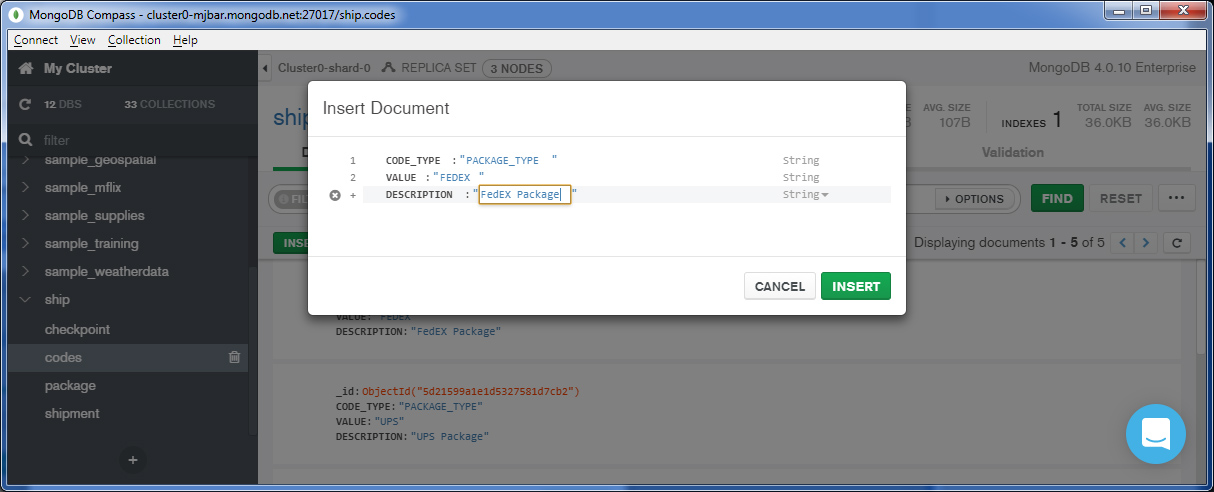 MongoDB Compass - cluster0-mjbar.mongodb.net:27017/ship.codes
Connect View Collection Help
My Cluster
Cluster0-shard-0 REPLICA SET 3 NODES
MongoDB 4.0.10 Enterprise
12 DBS 33 COLLECTIONS
filter
sample_geospatial
sample_mflix
sample_supplies
sample_training
sample_weatherdata
ship
checkpoint
codes
package
shipment
+
ship
AVG. SIZE
107B
INDEXES 1
TOTAL SIZE
36.0KB
AVG. SIZE
36.0KB
Validation
OPTIONS
FIND
RESET
...
Displaying documents 1 - 5 of 5
Insert Document
1 CODE_TYPE :"PACKAGE_TYPE " String
2 VALUE :"FEDEX " String
+ DESCRIPTION :"FedEX Package " String
CANCEL
INSERT
VALUE:"FEDEX"
DESCRIPTION:"FedEX Package"
_id:ObjectId("5d21599a1e1d5327581d7cb2")
CODE_TYPE:"PACKAGE_TYPE"
VALUE:"UPS"
DESCRIPTION:"UPS Package"